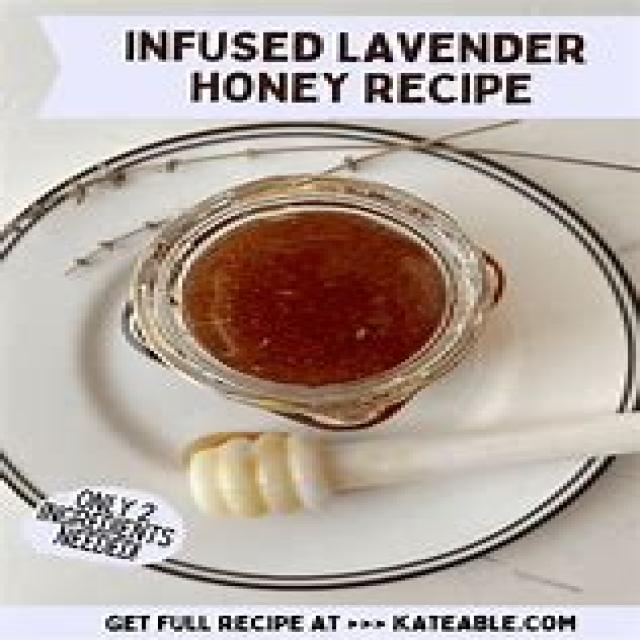 INFUSED LAVENDER
HONEY RECIPE
ONLY 2
INGREDIENTS
NEEDED!
GET FULL RECIPE AT >>> KATEABLE.COM